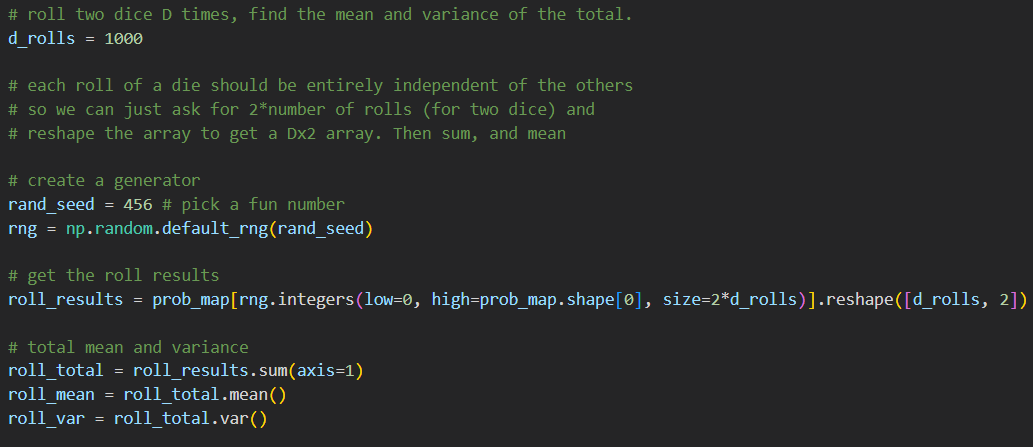 # roll two dice D times, find the mean and variance of the total.
d_rolls = 1000
# each roll of a die should be entirely independent of the others
# so we can just ask for 2*number of rolls (for two dice) and
# reshape the array to get a Dx2 array. Then sum, and mean
# create a generator
rand_seed = 456 # pick a fun number
rng = np.random.default_rng(rand_seed)
# get the roll results
roll_results = prob_map[rng.integers(low=0, high=prob_map.shape[0], size=2*d_rolls)].reshape([d_rolls, 2])
# total mean and variance
roll_total = roll_results.sum(axis=1)
roll_mean = roll_total.mean()
roll_var = roll_total.var()